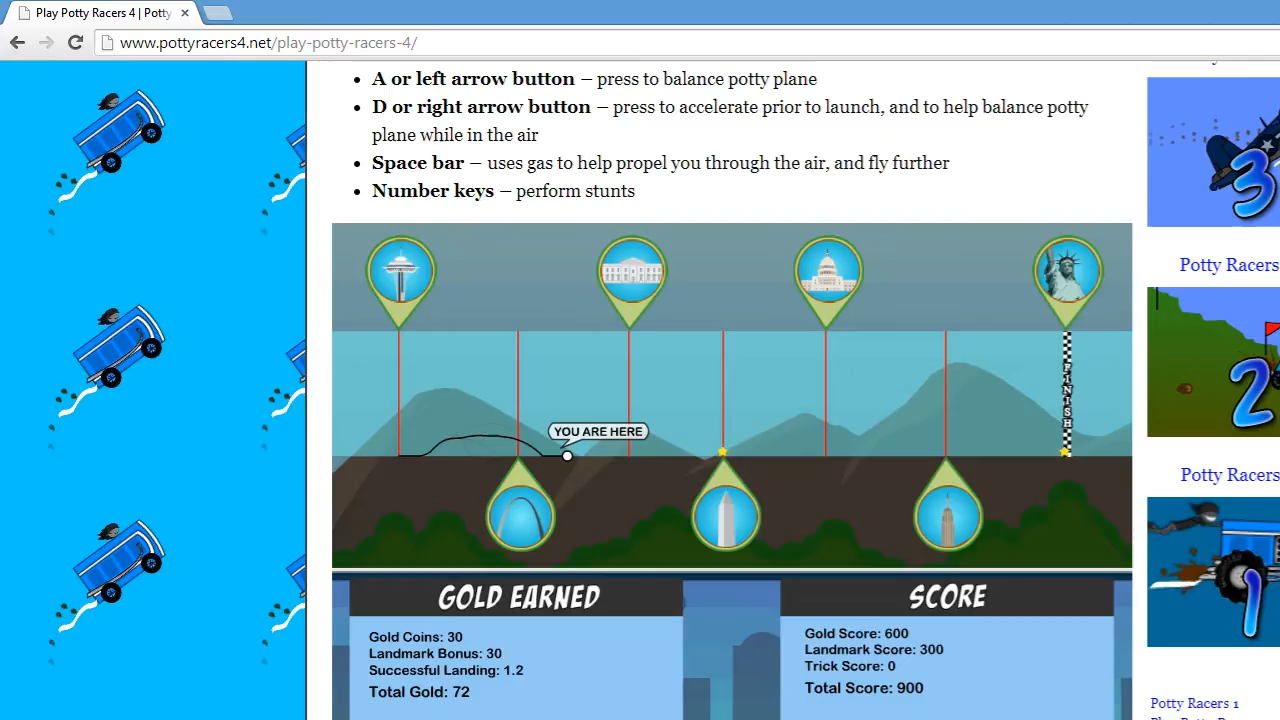 Play Potty Racers 4 | Potty
www.pottyracers4.net/play-potty-racers-4/
A or left arrow button – press to balance potty plane
D or right arrow button – press to accelerate prior to launch, and to help balance potty
plane while in the air
Space bar – uses gas to help propel you through the air, and fly further
Number keys – perform stunts
YOU ARE HERE
FINISH
GOLD EARNED
Gold Coins: 30
Landmark Bonus: 30
Successful Landing: 1.2
Total Gold: 72
SCORE
Gold Score: 600
Landmark Score: 300
Trick Score: 0
Total Score: 900
3
Potty Racers
2
Potty Racers
1
Potty Racers 1